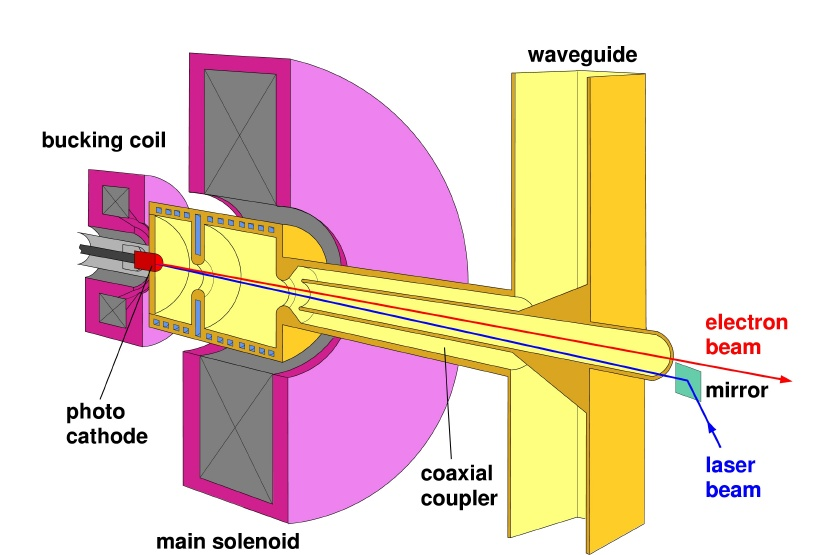 waveguide
bucking coil
electron
beam
mirror
photo
cathode
coaxial
coupler
laser
beam
main solenoid